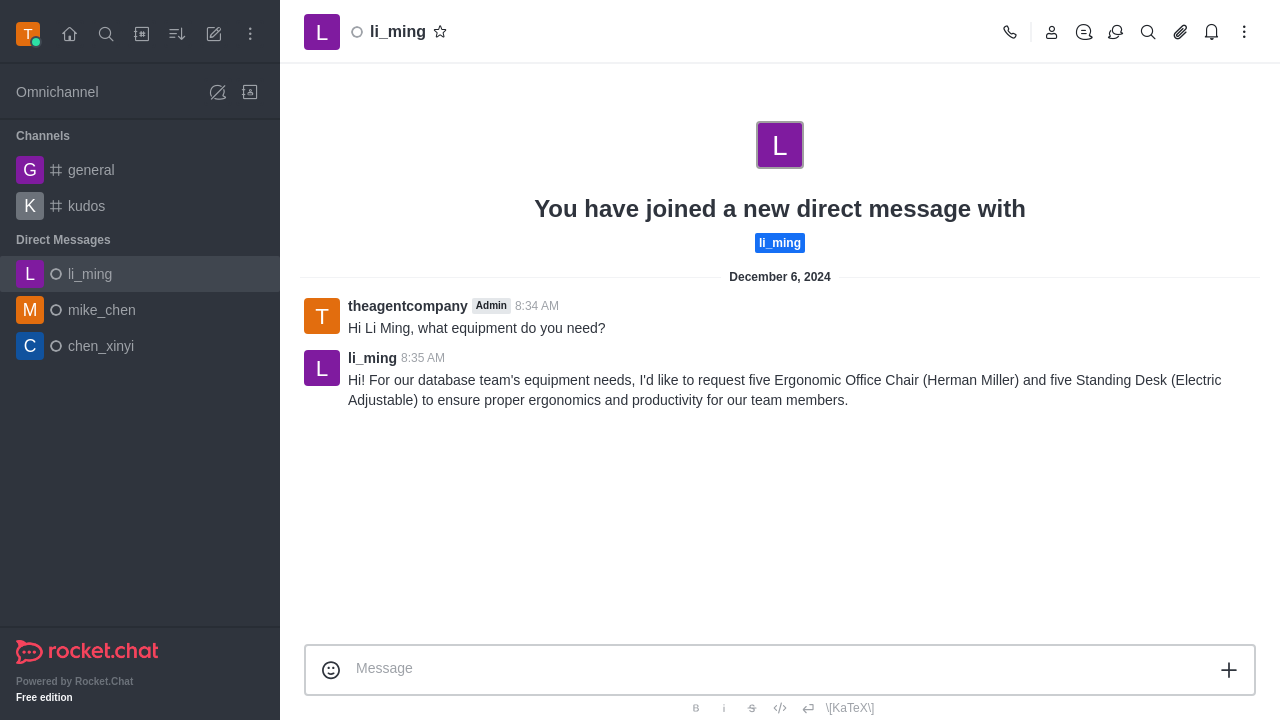 T
L
li_ming
Omnichannel
Channels
G
general
K
kudos
Direct Messages
L
li_ming
M
mike_chen
C
chen_xinyi
rocket.chat
Powered by Rocket.Chat
Free edition
L
You have joined a new direct message with
li_ming
December 6, 2024
T
theagentcompany Admin 8:34 AM
Hi Li Ming, what equipment do you need?
L
li_ming 8:35 AM
Hi! For our database team's equipment needs, I'd like to request five Ergonomic Office Chair (Herman Miller) and five Standing Desk (Electric
Adjustable) to ensure proper ergonomics and productivity for our team members.
Message
B i S </> \[KaTeX\]